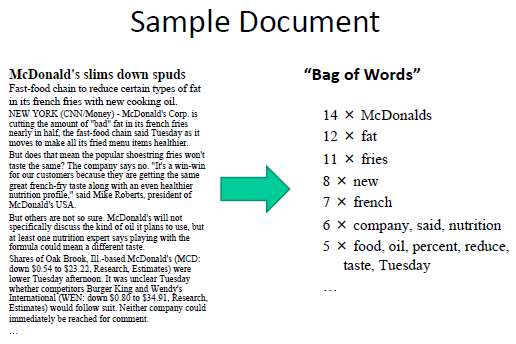 Sample Document
McDonald's slims down spuds
Fast-food chain to reduce certain types of fat
in its french fries with new cooking oil.
NEW YORK (CNN/Money) - McDonald's Corp. is
cutting the amount of "bad" fat in its french fries
nearly in half, the fast-food chain said Tuesday as it
moves to make all its fried menu items healthier.
But does that mean the popular shoestring fries won't
taste the same? The company says no. "It's a win-win
for our customers because they are getting the same
great french-fry taste along with an even healthier
nutrition profile," said Mike Roberts, president of
McDonald's USA.
But others are not so sure. McDonald's will not
specifically discuss the kind of oil it plans to use, but
at least one nutrition expert says playing with the
formula could mean a different taste.
Shares of Oak Brook, Ill.-based McDonald's (MCD:
down $0.54 to $23.22, Research, Estimates) were
lower Tuesday afternoon. It was unclear Tuesday
whether competitors Burger King and Wendy's
International (WEN: down $0.80 to $34.91, Research,
Estimates) would follow suit. Neither company could
immediately be reached for comment.
…
“Bag of Words”
14 × McDonalds
12 × fat
11 × fries
8 × new
7 × french
6 × company, said, nutrition
5 × food, oil, percent, reduce,
taste, Tuesday
…